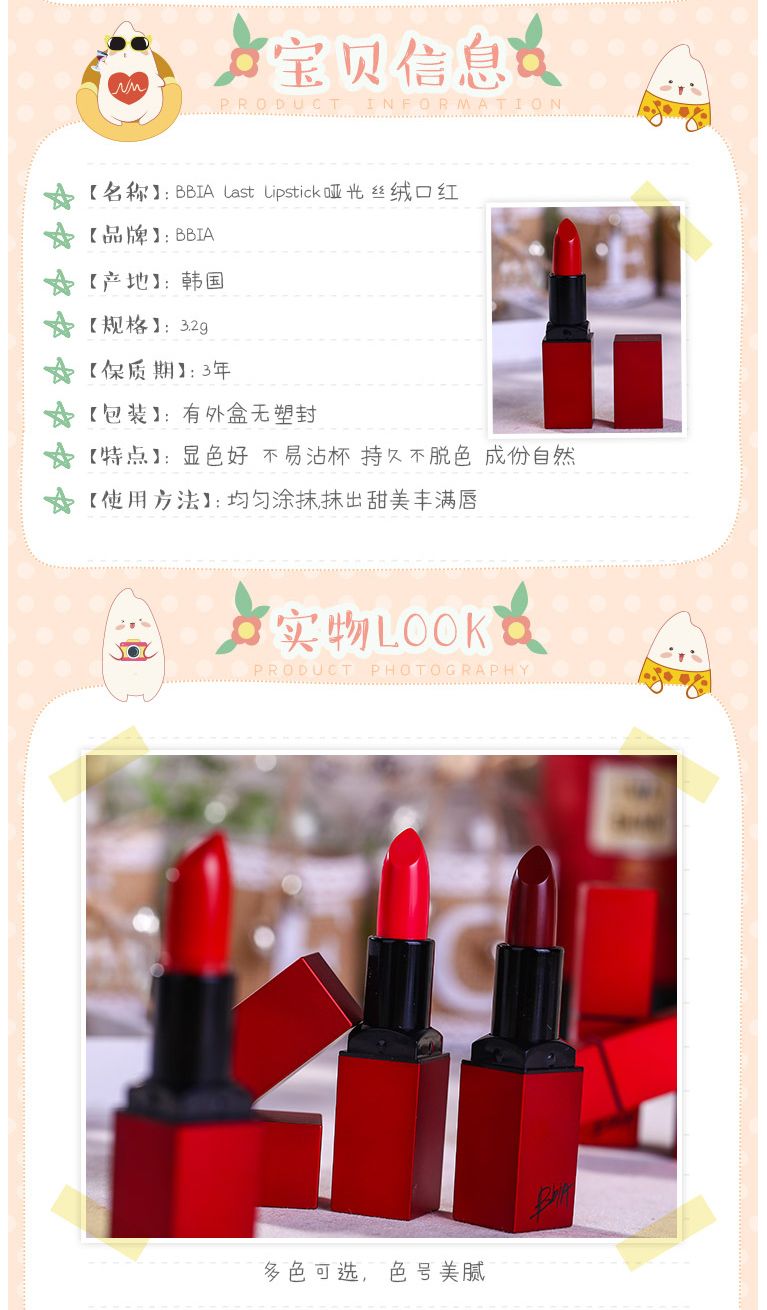 宝贝信息
PRODUCT INFORMATION
【名称】: BBIA Last Lipstick哑光丝绒口红
【品牌】: BBIA
【产地】: 韩国
【规格】: 3.2g
【保质期】: 3年
【包装】: 有外盒无塑封
【特点】: 显色好 不易沾杯 持久不脱色 成份自然
【使用方法】: 均匀涂抹,抹出甜美丰满唇
实物LOOK
PRODUCT PHOTOGRAPHY
BbIA
多色可选, 色号美腻